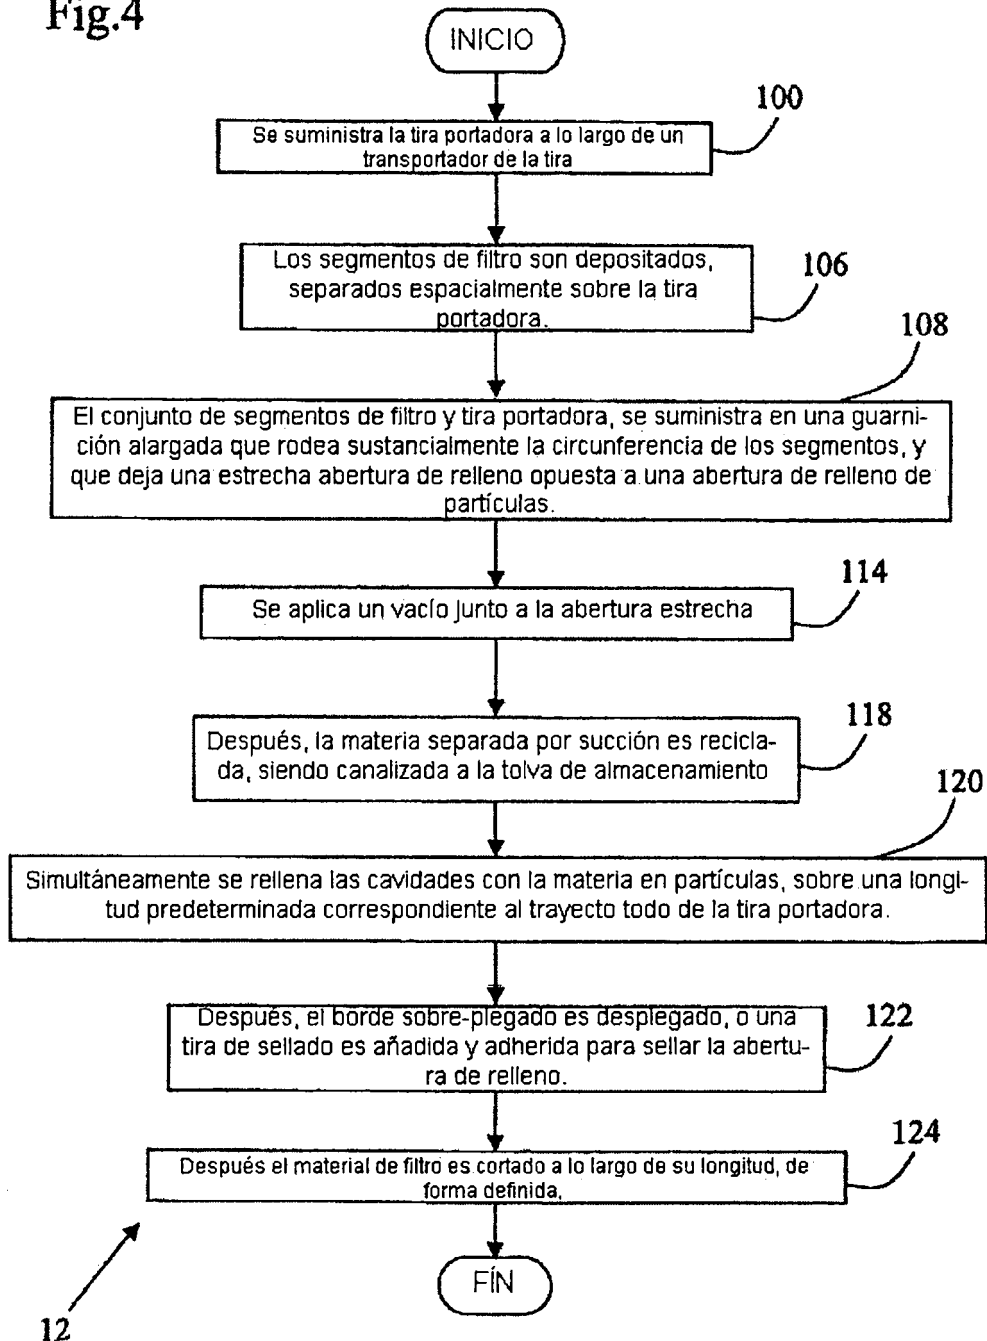 Fig.4
INICIO
100
Se suministra la tira portadora a lo largo de un
transportador de la tira
106
Los segmentos de filtro son depositados,
separados espacialmente sobre la tira
portadora.
108
El conjunto de segmentos de filtro y tira portadora, se suministra en una guarni-
ción alargada que rodea sustancialmente la circunferencia de los segmentos, y
que deja una estrecha abertura de relleno opuesta a una abertura de relleno de
partículas.
114
Se aplica un vacío junto a la abertura estrecha
118
Después, la materia separada por succión es recicla-
da, siendo canalizada a la tolva de almacenamiento
120
Simultáneamente se rellena las cavidades con la materia en partículas, sobre una longi-
tud predeterminada correspondiente al trayecto todo de la tira portadora.
122
Después, el borde sobre-plegado es desplegado, o una
tira de sellado es añadida y adherida para sellar la abertu-
ra de relleno.
124
Después el material de filtro es cortado a lo largo de su longitud, de
forma definida,
FÍN
12